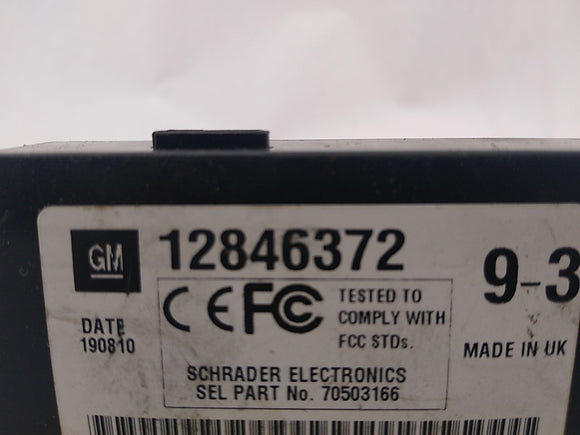 GM 12846372 9-3
CE FC TESTED TO
COMPLY WITH
FCC STDs.
DATE
190810
MADE IN UK
SCHRADER ELECTRONICS
SEL PART No. 70503166